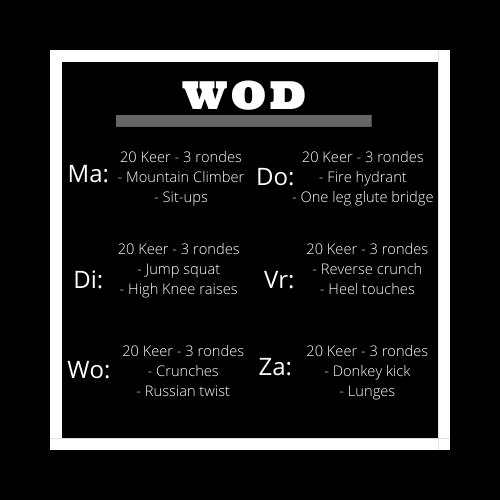 WOD
Ma:
20 Keer - 3 rondes
- Mountain Climber
- Sit-ups
Di:
20 Keer - 3 rondes
- Jump squat
- High Knee raises
Wo:
20 Keer - 3 rondes
- Crunches
- Russian twist
Do:
20 Keer - 3 rondes
- Fire hydrant
- One leg glute bridge
Vr:
20 Keer - 3 rondes
- Reverse crunch
- Heel touches
Za:
20 Keer - 3 rondes
- Donkey kick
- Lunges